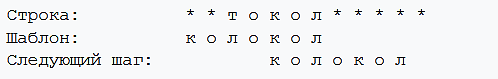 Строка: * * т о к о л * * * * *
Шаблон: к о л о к о л
Следующий шаг: к о л о к о л